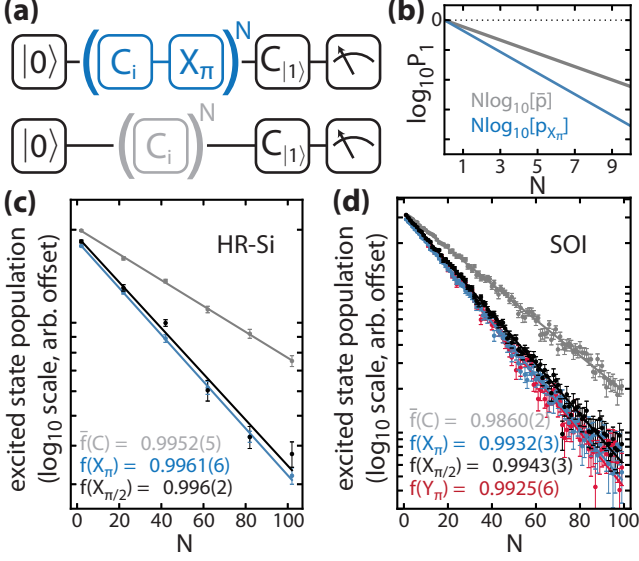 (a)
|0⟩ ( C_i X_π )^N C_|1⟩
|0⟩ ( C_i )^N C_|1⟩
(b)
log₁₀P₁
0
Nlog₁₀[p̄]
Nlog₁₀[p_Xπ]
1 5 9
N
(c)
excited state population
(log₁₀ scale, arb. offset)
HR-Si
f̄(C) = 0.9952(5)
f(X_π) = 0.9961(6)
f(X_π/2) = 0.996(2)
0 20 40 60 80 100
N
(d)
excited state population
(log₁₀ scale, arb. offset)
SOI
f̄(C) = 0.9860(2)
f(X_π) = 0.9932(3)
f(X_π/2) = 0.9943(3)
f(Y_π) = 0.9925(6)
0 20 40 60 80 100
N